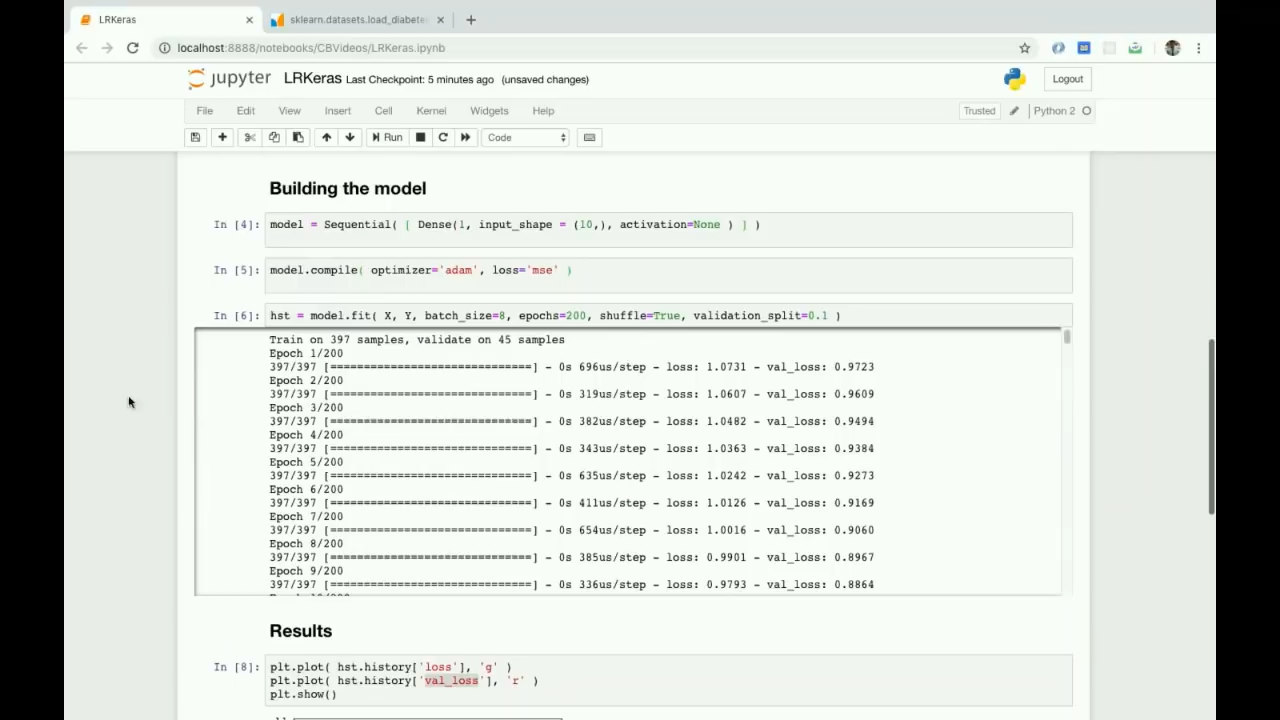 LRKeras
sklearn.datasets.load_diabete
localhost:8888/notebooks/CBVideos/LRKeras.ipynb
jupyter LRKeras Last Checkpoint: 5 minutes ago (unsaved changes)
Logout
File Edit View Insert Cell Kernel Widgets Help
Trusted Python 2
Run Code
Building the model
In [4]: model = Sequential( [ Dense(1, input_shape = (10,), activation=None ) ] )
In [5]: model.compile( optimizer='adam', loss='mse' )
In [6]: hst = model.fit( X, Y, batch_size=8, epochs=200, shuffle=True, validation_split=0.1 )
Train on 397 samples, validate on 45 samples
Epoch 1/200
397/397 [==============================] - 0s 696us/step - loss: 1.0731 - val_loss: 0.9723
Epoch 2/200
397/397 [==============================] - 0s 319us/step - loss: 1.0607 - val_loss: 0.9609
Epoch 3/200
397/397 [==============================] - 0s 382us/step - loss: 1.0482 - val_loss: 0.9494
Epoch 4/200
397/397 [==============================] - 0s 343us/step - loss: 1.0363 - val_loss: 0.9384
Epoch 5/200
397/397 [==============================] - 0s 635us/step - loss: 1.0242 - val_loss: 0.9273
Epoch 6/200
397/397 [==============================] - 0s 411us/step - loss: 1.0126 - val_loss: 0.9169
Epoch 7/200
397/397 [==============================] - 0s 654us/step - loss: 1.0016 - val_loss: 0.9060
Epoch 8/200
397/397 [==============================] - 0s 385us/step - loss: 0.9901 - val_loss: 0.8967
Epoch 9/200
397/397 [==============================] - 0s 336us/step - loss: 0.9793 - val_loss: 0.8864
Results
In [8]: plt.plot( hst.history['loss'], 'g' )
plt.plot( hst.history['val_loss'], 'r' )
plt.show()